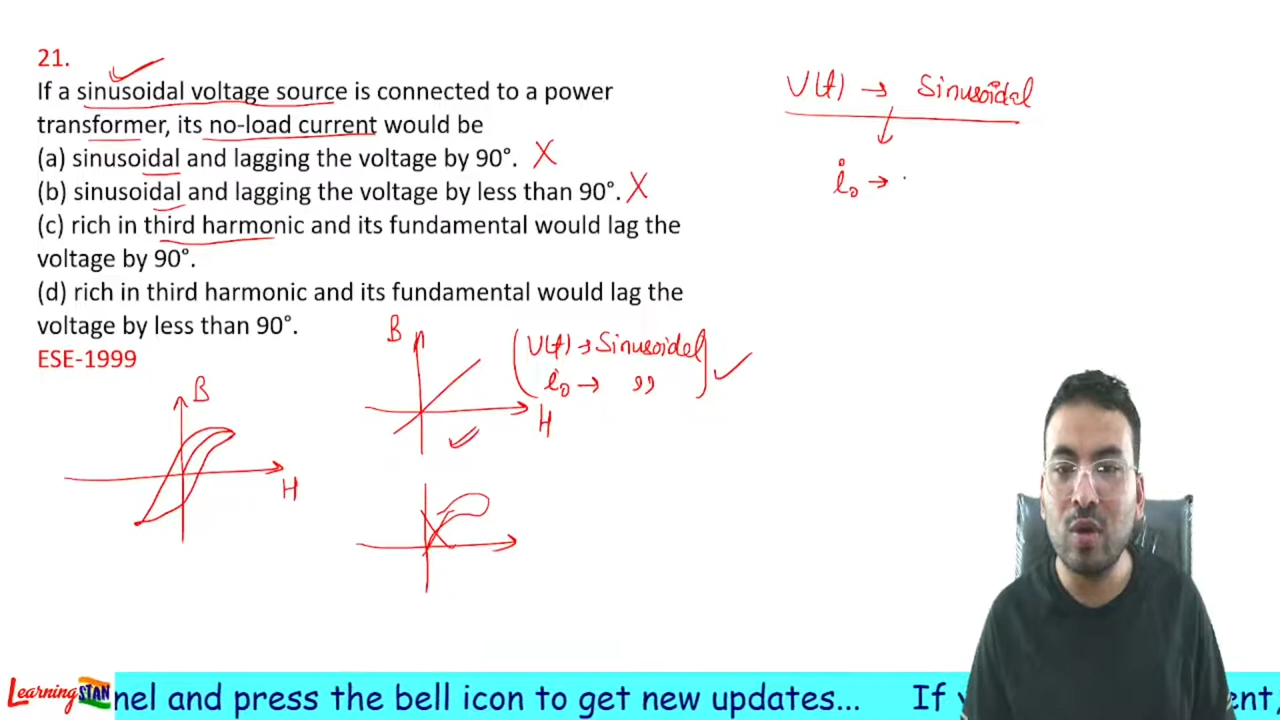 21.
If a sinusoidal voltage source is connected to a power
transformer, its no-load current would be
(a) sinusoidal and lagging the voltage by 90°. X
(b) sinusoidal and lagging the voltage by less than 90°. X
(c) rich in third harmonic and its fundamental would lag the
voltage by 90°.
(d) rich in third harmonic and its fundamental would lag the
voltage by less than 90°.
ESE-1999
V(t) → Sinusoidal
i₀ →
B
H
B
H
V(t) → Sinusoidal
i₀ → ,,
LearningSTAN
nel and press the bell icon to get new updates... If